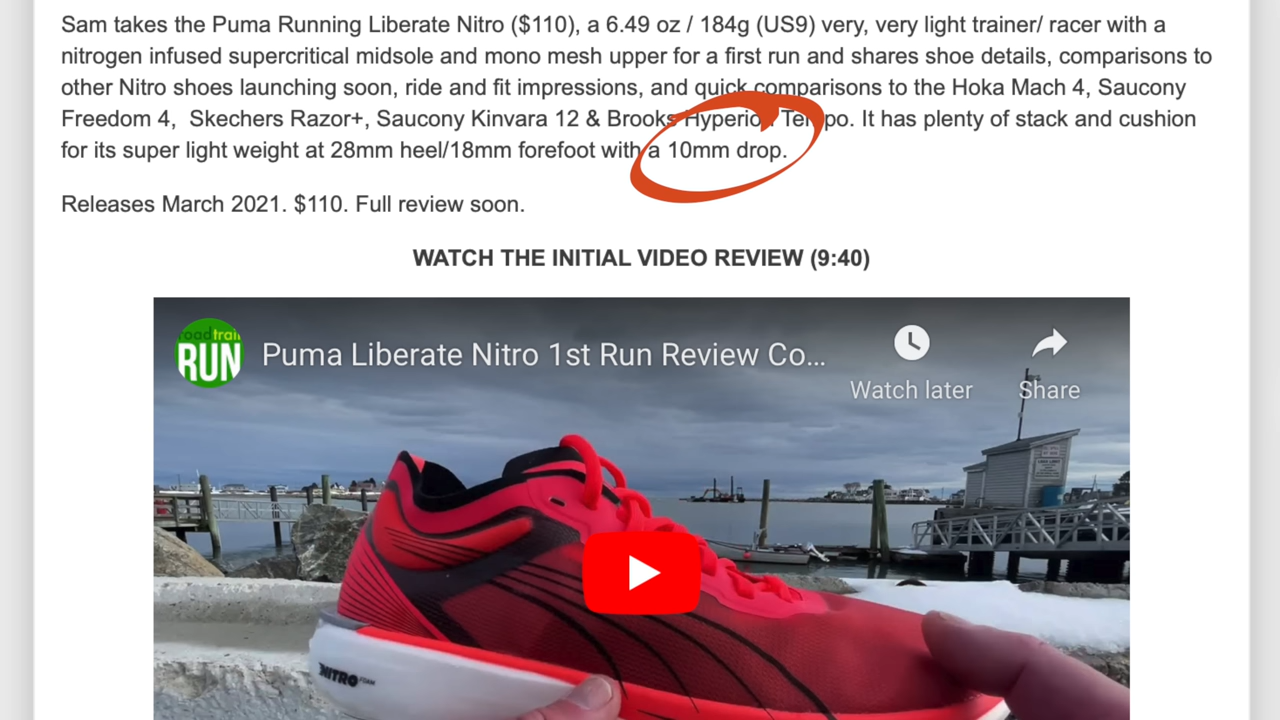 Sam takes the Puma Running Liberate Nitro ($110), a 6.49 oz / 184g (US9) very, very light trainer/ racer with a
nitrogen infused supercritical midsole and mono mesh upper for a first run and shares shoe details, comparisons to
other Nitro shoes launching soon, ride and fit impressions, and quick comparisons to the Hoka Mach 4, Saucony
Freedom 4,  Skechers Razor+, Saucony Kinvara 12 & Brooks Hyperion Tempo. It has plenty of stack and cushion
for its super light weight at 28mm heel/18mm forefoot with a 10mm drop.
Releases March 2021. $110. Full review soon.
WATCH THE INITIAL VIDEO REVIEW (9:40)
roadtrail
RUN
Puma Liberate Nitro 1st Run Review Co...
Watch later
Share
NITRO FOAM